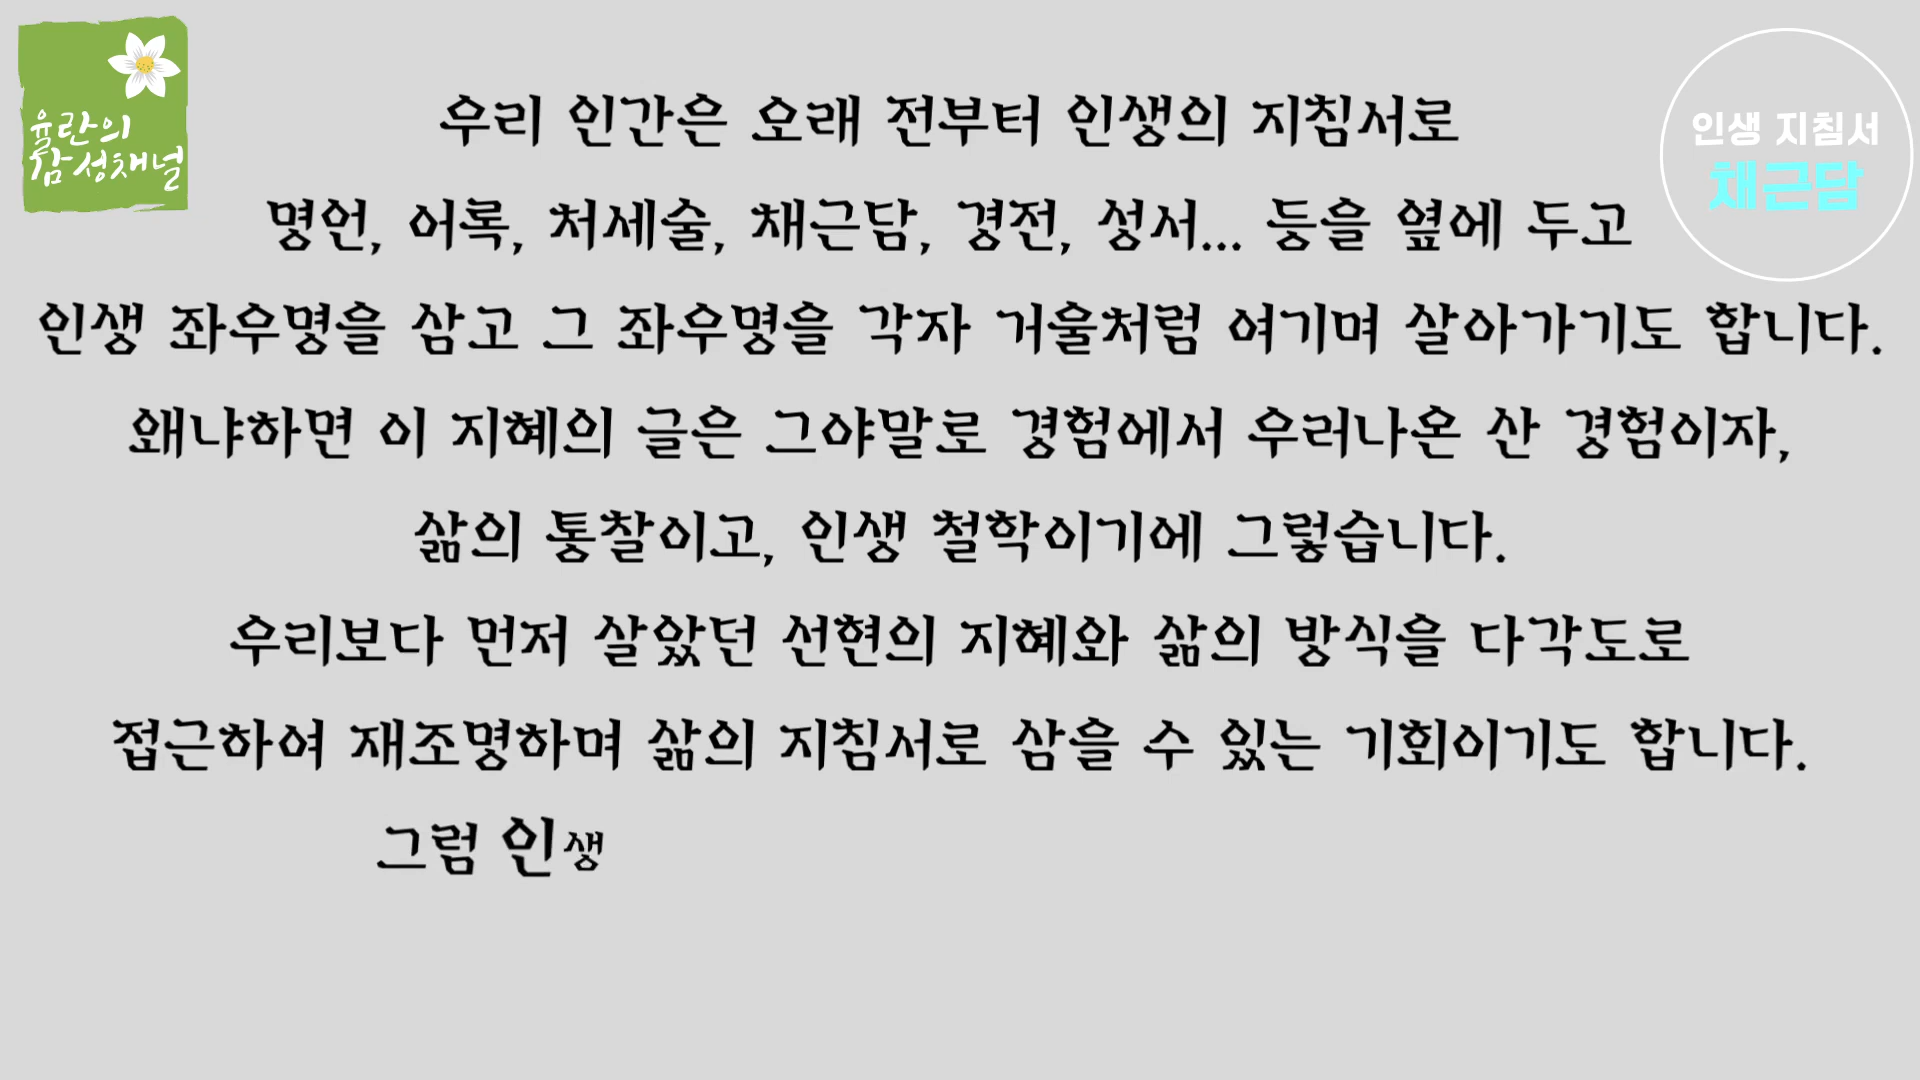 율란의
감성채널
인생 지침서
채근담
우리 인간은 오래 전부터 인생의 지침서로
명언, 어록, 처세술, 채근담, 경전, 성서... 등을 옆에 두고
인생 좌우명을 삼고 그 좌우명을 각자 거울처럼 여기며 살아가기도 합니다.
왜냐하면 이 지혜의 글은 그야말로 경험에서 우러나온 산 경험이자,
삶의 통찰이고, 인생 철학이기에 그렇습니다.
우리보다 먼저 살았던 선현의 지혜와 삶의 방식을 다각도로
접근하여 재조명하며 삶의 지침서로 삼을 수 있는 기회이기도 합니다.
그럼 인생